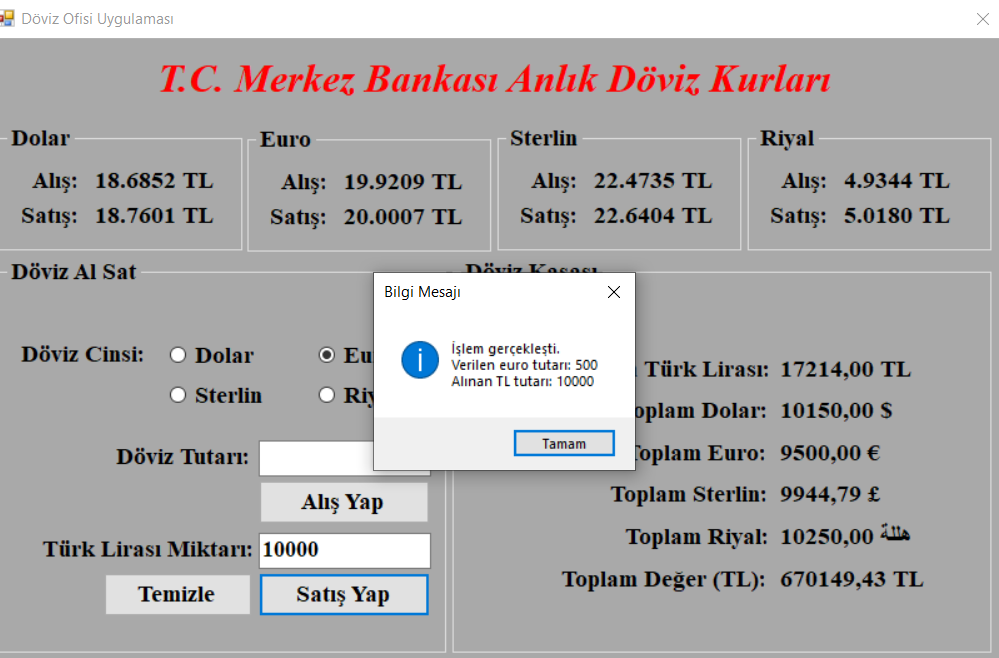 Döviz Ofisi Uygulaması
T.C. Merkez Bankası Anlık Döviz Kurları
Dolar
Alış: 18.6852 TL
Satış: 18.7601 TL
Euro
Alış: 19.9209 TL
Satış: 20.0007 TL
Sterlin
Alış: 22.4735 TL
Satış: 22.6404 TL
Riyal
Alış: 4.9344 TL
Satış: 5.0180 TL
Döviz Al Sat
Döviz Cinsi:
Dolar
Sterlin
Döviz Tutarı:
Alış Yap
Türk Lirası Miktarı: 10000
Temizle
Satış Yap
Bilgi Mesajı
İşlem gerçekleşti.
Verilen euro tutarı: 500
Alınan TL tutarı: 10000
Tamam
Döviz Kasası
Türk Lirası: 17214,00 TL
Toplam Dolar: 10150,00 $
Toplam Euro: 9500,00 €
Toplam Sterlin: 9944,79 £
Toplam Riyal: 10250,00 هللة
Toplam Değer (TL): 670149,43 TL